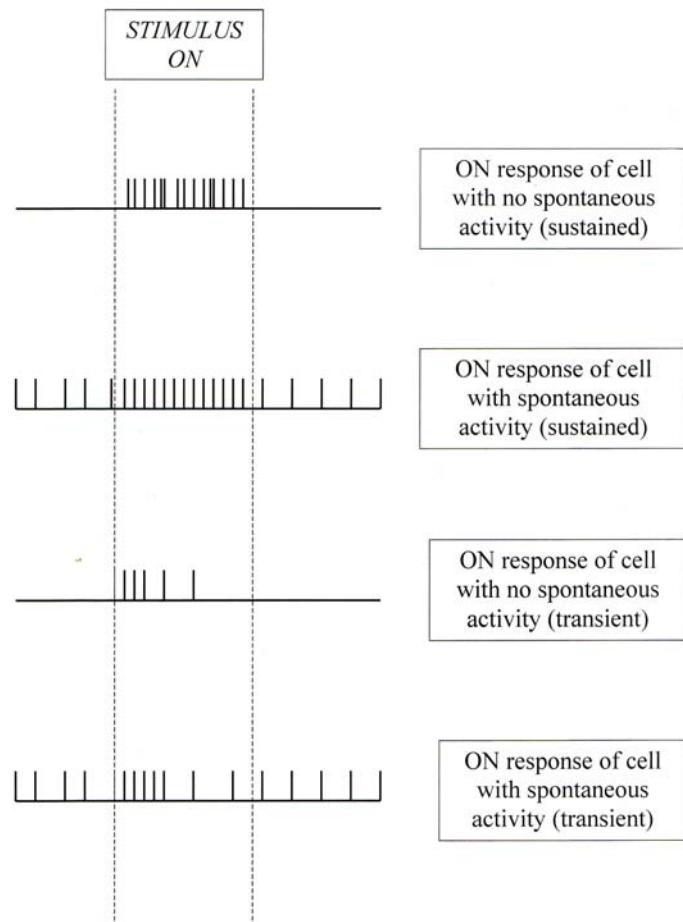 STIMULUS
ON
ON response of cell
with no spontaneous
activity (sustained)
ON response of cell
with spontaneous
activity (sustained)
ON response of cell
with no spontaneous
activity (transient)
ON response of cell
with spontaneous
activity (transient)